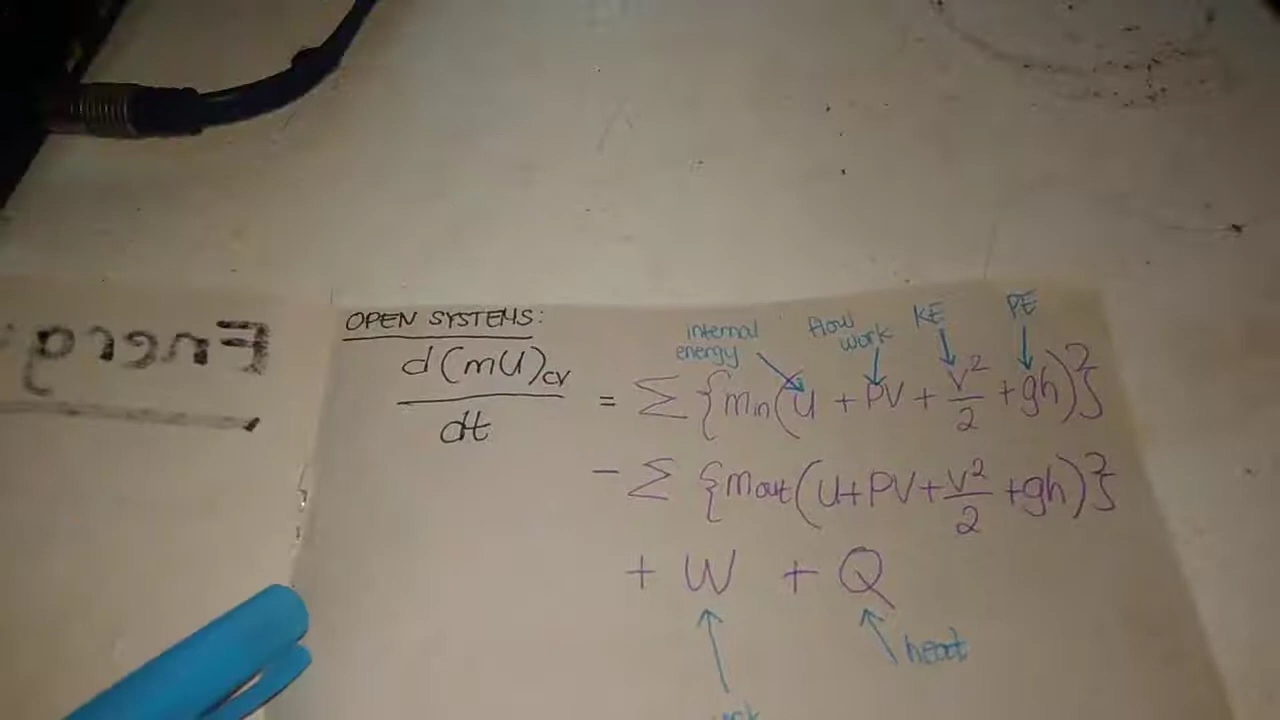 OPEN SYSTEMS:
internal energy
flow work
KE
PE
d(mU)cv / dt = Σ {min(U + PV + v²/2 + gh)}
- Σ {mout(U+PV+v²/2+gh)}
+ W + Q
heat